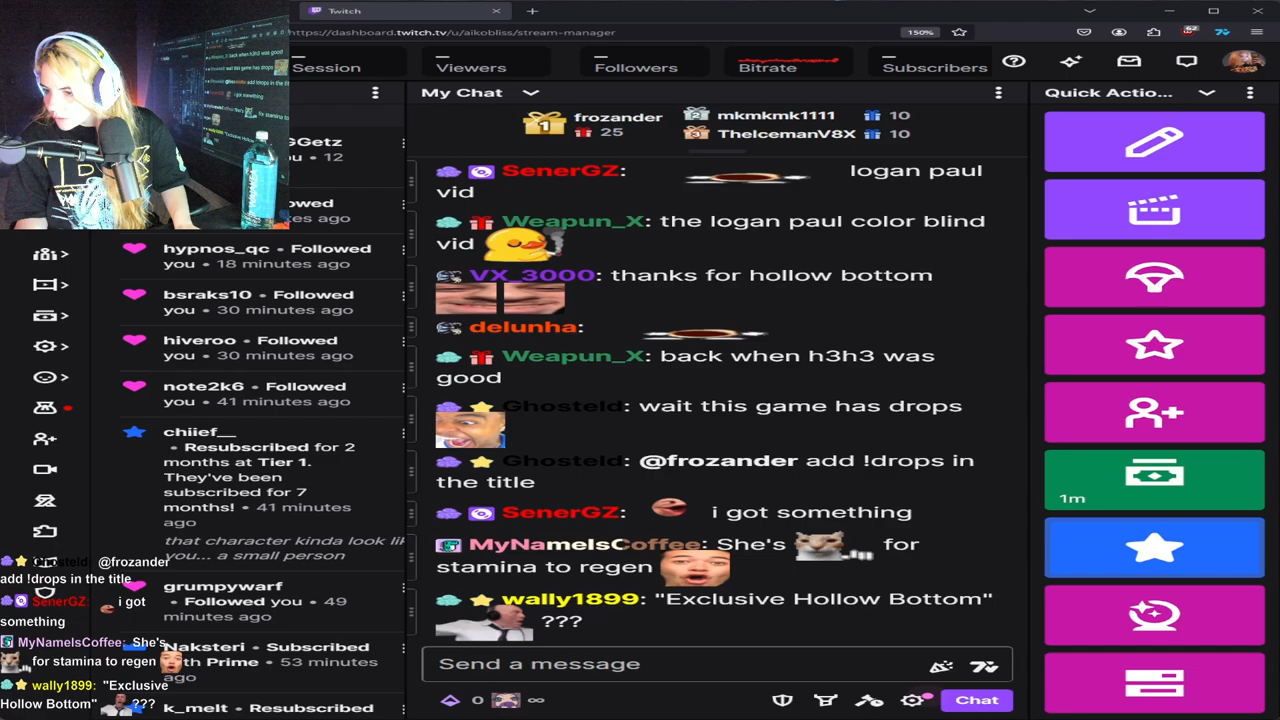 Twitch
https://dashboard.twitch.tv/u/aikobliss/stream-manager
150%
Session
Viewers
Followers
Bitrate
Subscribers
My Chat
Quick Actio...
1
frozander
25
2
mkmkmk1111
10
3
TheIcemanV8X
10
GGetz
ou • 12
owed
es ago
hypnos_qc • Followed
you • 18 minutes ago
bsraks10 • Followed
you • 30 minutes ago
hiveroo • Followed
you • 30 minutes ago
note2k6 • Followed
you • 41 minutes ago
chiief__
• Resubscribed for 2
months at Tier 1.
They've been
subscribed for 7
months! • 41 minutes
ago
that character kinda look lik
you... a small person
grumpywarf
• Followed you • 49
minutes ago
Naksteri • Subscribed
th Prime • 53 minutes
ago
k_melt • Resubscribed
SenerGZ: logan paul
vid
Weapun_X: the logan paul color blind
vid
VX_3000: thanks for hollow bottom
delunha:
Weapun_X: back when h3h3 was
good
Ghosteld: wait this game has drops
Ghosteld: @frozander add !drops in
the title
SenerGZ: i got something
MyNameIsCoffee: She's for
stamina to regen
wally1899: "Exclusive Hollow Bottom"
???
Send a message
0
∞
Chat
1m
Ghosteld @frozander
add !drops in the title
SenerGZ: i got
something
MyNameIsCoffee: She's
for stamina to regen
wally1899: "Exclusive
Hollow Bottom" ???